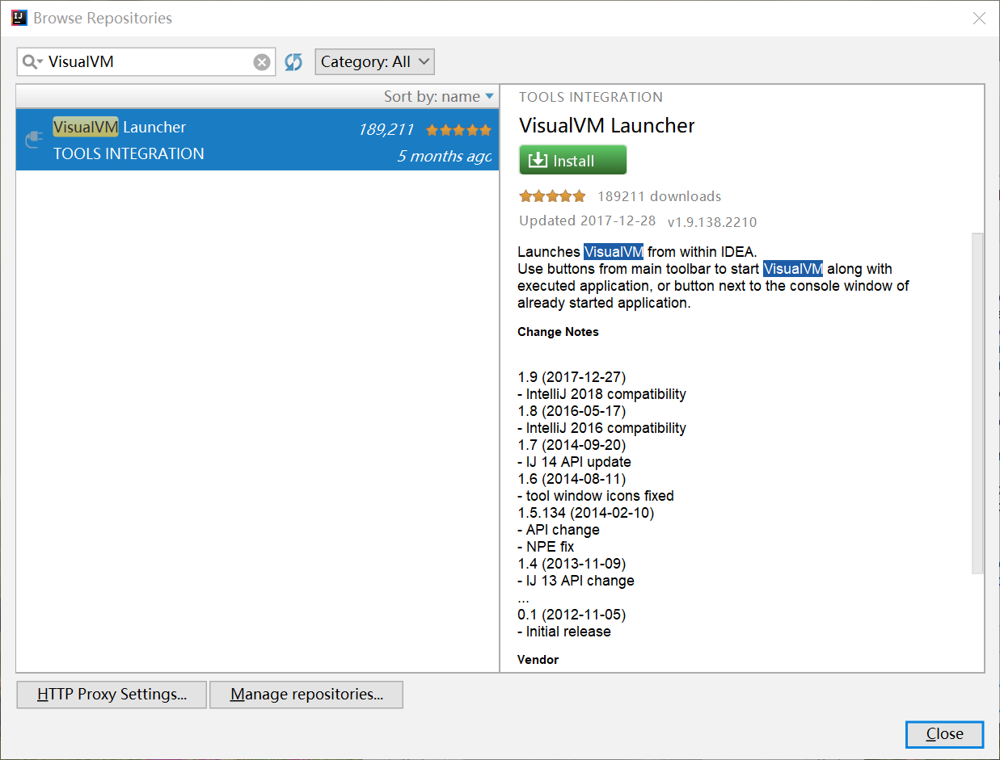 Browse Repositories
VisualVM
Category: All
Sort by: name
VisualVM Launcher 189,211
TOOLS INTEGRATION 5 months ago
TOOLS INTEGRATION
VisualVM Launcher
Install
189211 downloads
Updated 2017-12-28 v1.9.138.2210
Launches VisualVM from within IDEA.
Use buttons from main toolbar to start VisualVM along with
executed application, or button next to the console window of
already started application.
Change Notes
1.9 (2017-12-27)
- IntelliJ 2018 compatibility
1.8 (2016-05-17)
- IntelliJ 2016 compatibility
1.7 (2014-09-20)
- IJ 14 API update
1.6 (2014-08-11)
- tool window icons fixed
1.5.134 (2014-02-10)
- API change
- NPE fix
1.4 (2013-11-09)
- IJ 13 API change
...
0.1 (2012-11-05)
- Initial release
Vendor
HTTP Proxy Settings... Manage repositories...
Close